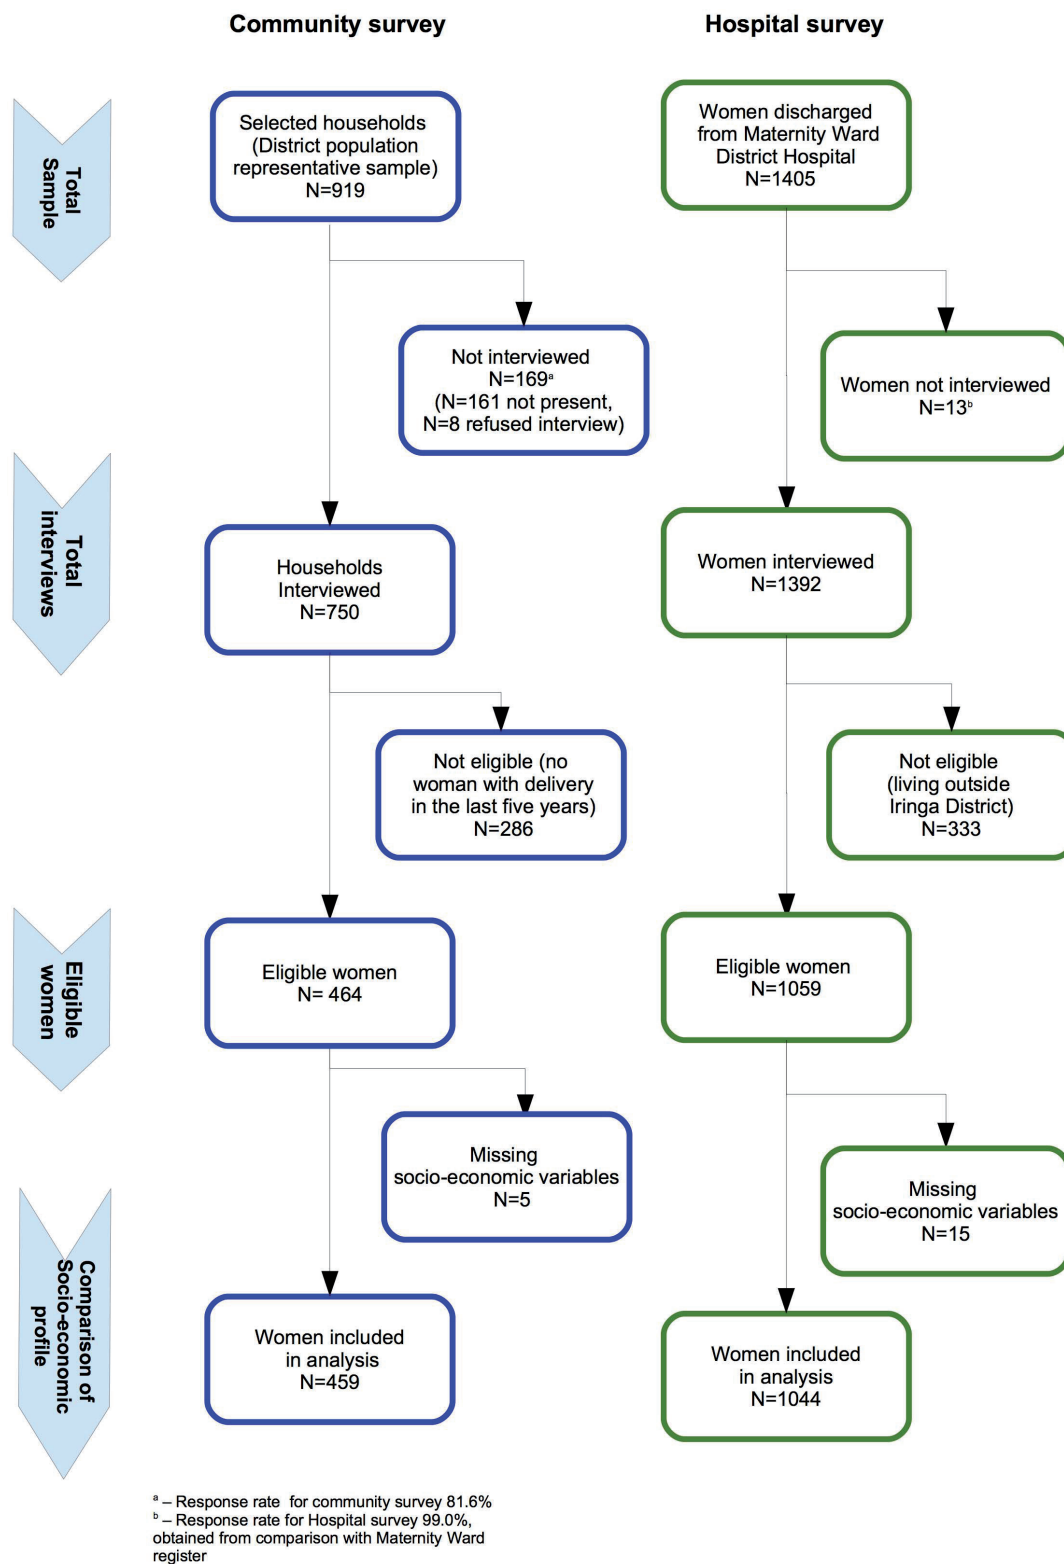 Community survey
Hospital survey
Total
Sample
Selected households
(District population
representative sample)
N=919
Women discharged
from Maternity Ward
District Hospital
N=1405
Not interviewed
N=169ᵃ
(N=161 not present,
N=8 refused interview)
Women not interviewed
N=13ᵇ
Total
interviews
Households
Interviewed
N=750
Women interviewed
N=1392
Not eligible (no
woman with delivery
in the last five years)
N=286
Not eligible
(living outside
Iringa District)
N=333
Eligible
women
Eligible women
N= 464
Eligible women
N=1059
Missing
socio-economic variables
N=5
Missing
socio-economic variables
N=15
Comparison of
Socio-economic
profile
Women included
in analysis
N=459
Women included
in analysis
N=1044
ᵃ – Response rate  for community survey 81.6%
ᵇ – Response rate for Hospital survey 99.0%,
obtained from comparison with Maternity Ward
register